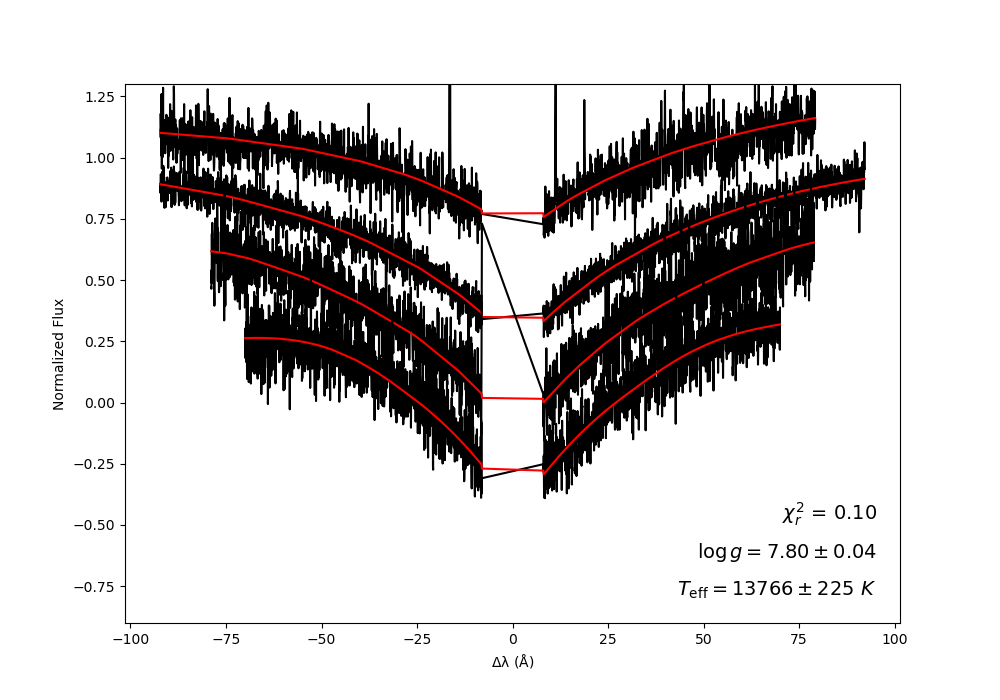 1.25
1.00
0.75
0.50
0.25
0.00
−0.25
−0.50
−0.75
Normalized Flux
χ²ᵣ = 0.10
log g = 7.80 ± 0.04
T_eff = 13766 ± 225 K
−100 −75 −50 −25 0 25 50 75 100
Δλ (Å)